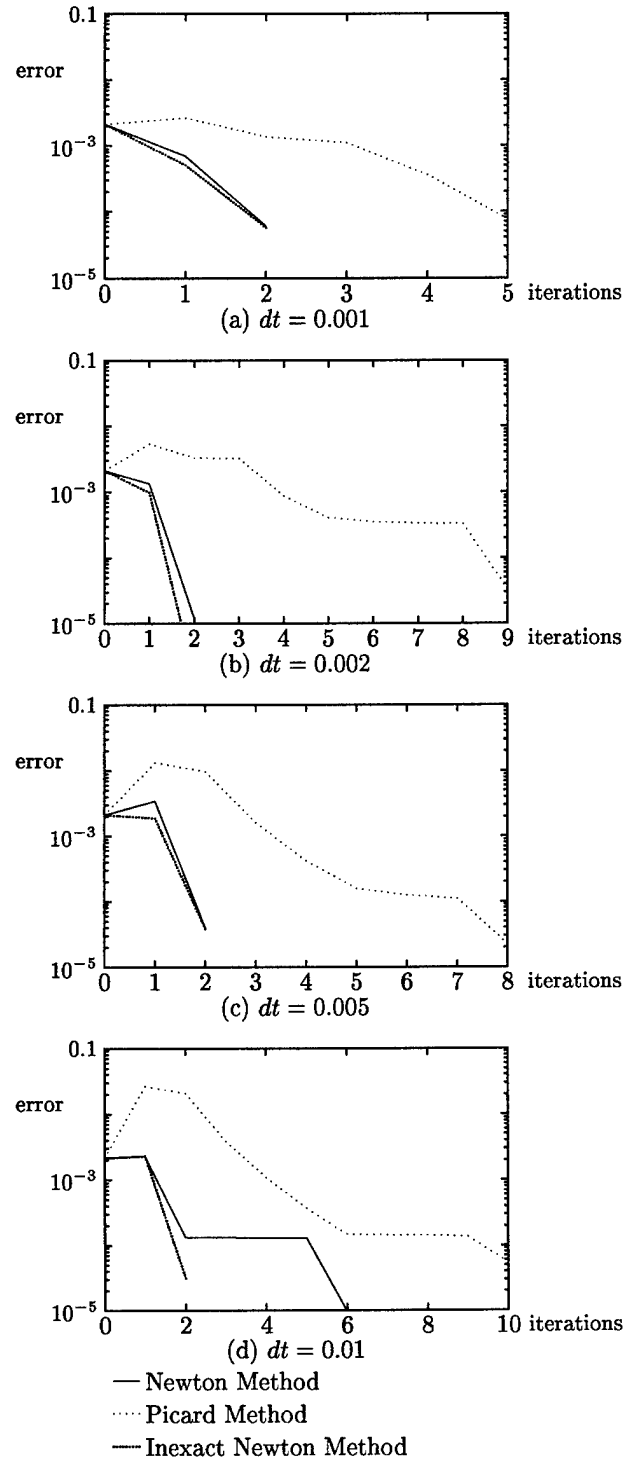 0.1
error
10⁻³
10⁻⁵
0 1 2 3 4 5 iterations
(a) dt = 0.001
0.1
error
10⁻³
10⁻⁵
0 1 2 3 4 5 6 7 8 9 iterations
(b) dt = 0.002
0.1
error
10⁻³
10⁻⁵
0 1 2 3 4 5 6 7 8 iterations
(c) dt = 0.005
0.1
error
10⁻³
10⁻⁵
0 2 4 6 8 10 iterations
(d) dt = 0.01
Newton Method
Picard Method
Inexact Newton Method